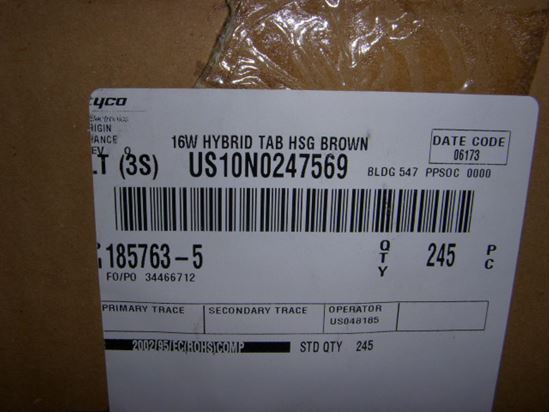 tyco
RIGIN
IANCE
EV 0
16W HYBRID TAB HSG BROWN
DATE CODE
06173
LT (3S) US10N0247569 BLDG 547 PPSOC 0000
185763-5
QTY 245 PC
FO/PO 34466712
PRIMARY TRACE SECONDARY TRACE OPERATOR
US048185
2002/95/EC(ROHS)COMP STD QTY 245